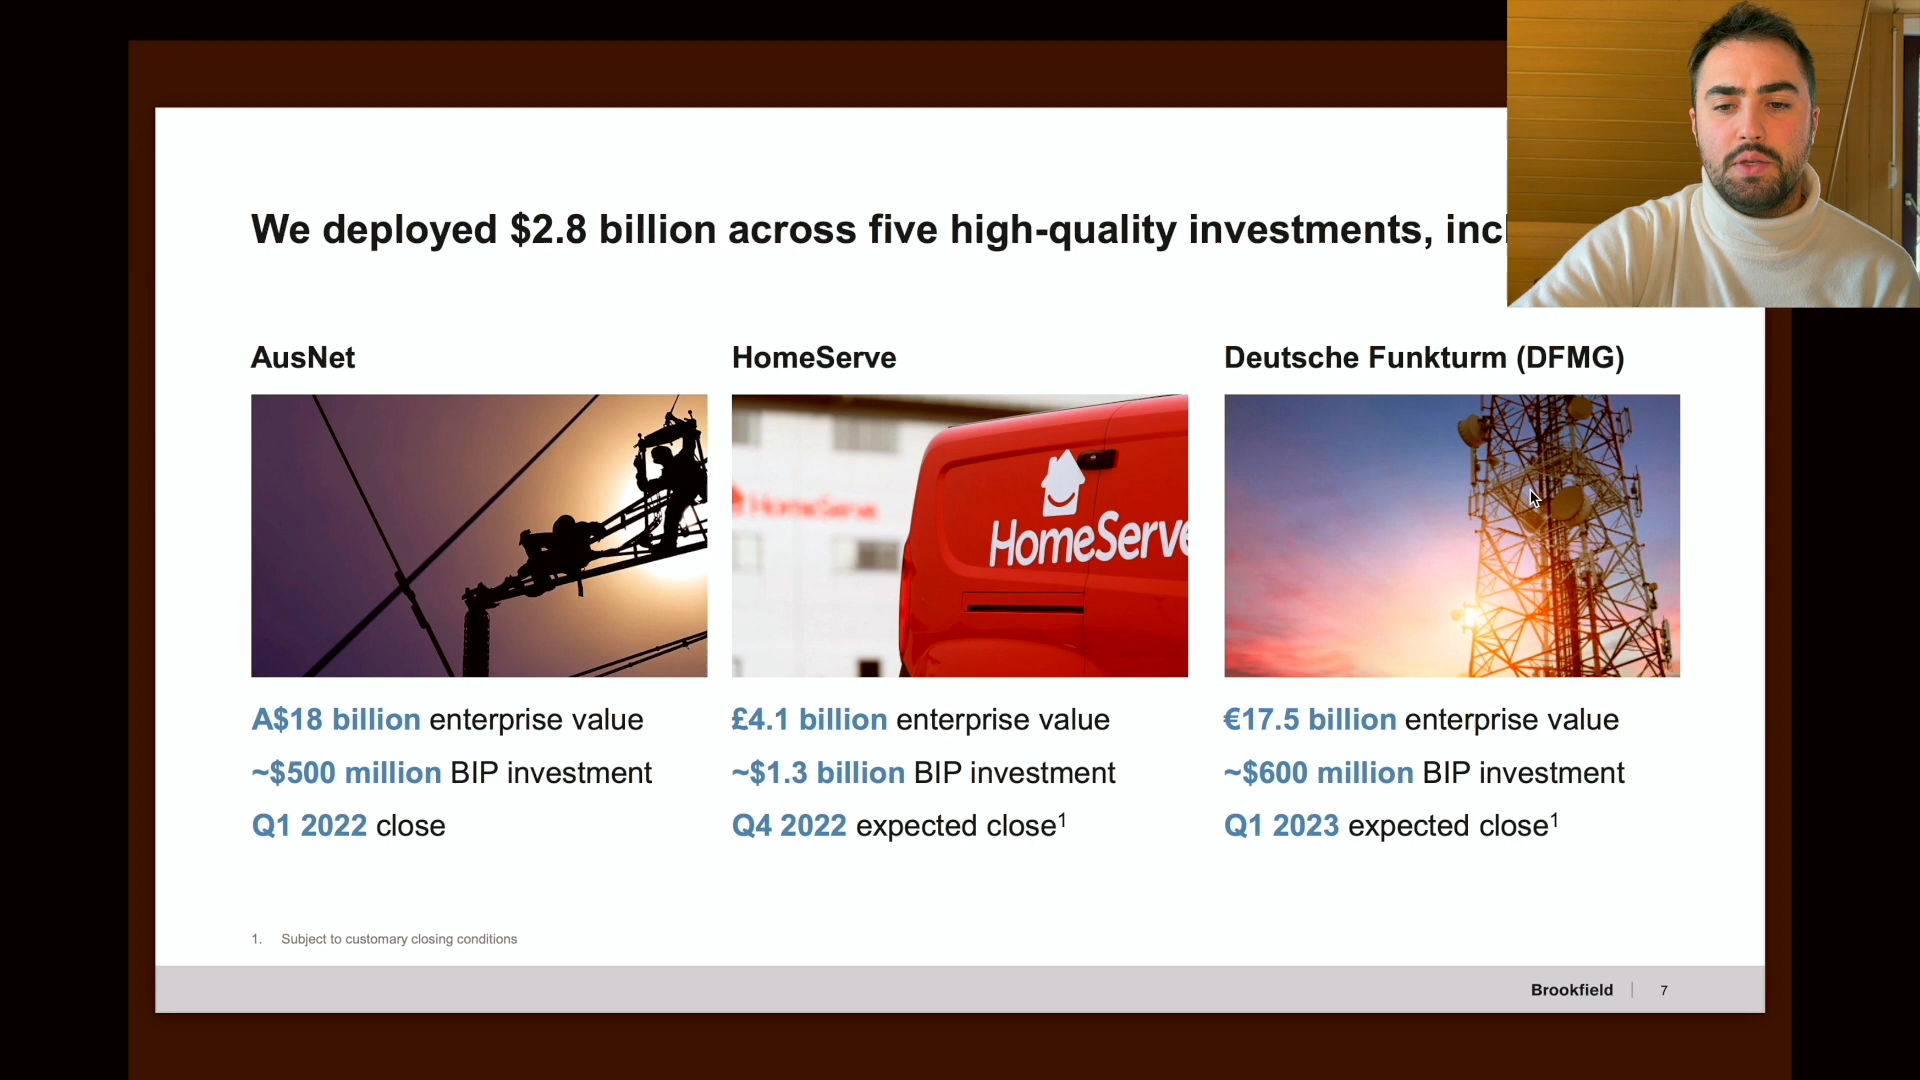 We deployed $2.8 billion across five high-quality investments,
AusNet
HomeServe
Deutsche Funkturm (DFMG)
HomeServe
HomeServe
A$18 billion enterprise value
~$500 million BIP investment
Q1 2022 close
£4.1 billion enterprise value
~$1.3 billion BIP investment
Q4 2022 expected close¹
€17.5 billion enterprise value
~$600 million BIP investment
Q1 2023 expected close¹
1. Subject to customary closing conditions
Brookfield | 7